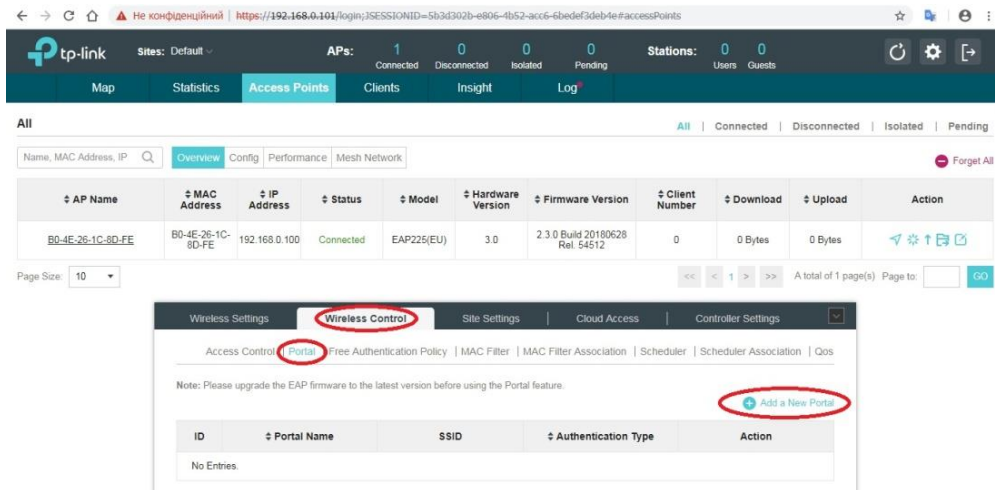 Не конфіденційний | https://192.168.0.101/login;JSESSIONID=5b3d302b-e806-4b52-acc6-6bedef3deb4e#accessPoints
tp-link Sites: Default APs: 1 0 0 0 Stations: 0 0
Connected Disconnected Isolated Pending Users Guests
Map Statistics Access Points Clients Insight Log
All All | Connected | Disconnected | Isolated | Pending
Name, MAC Address, IP Overview Config Performance Mesh Network Forget All
AP Name MAC Address IP Address Status Model Hardware Version Firmware Version Client Number Download Upload Action
B0-4E-26-1C-8D-FE B0-4E-26-1C-8D-FE 192.168.0.100 Connected EAP225(EU) 3.0 2.3.0 Build 20180628 Rel. 54512 0 0 Bytes 0 Bytes
Page Size: 10 << < 1 > >> A total of 1 page(s) Page to: GO
Wireless Settings Wireless Control Site Settings | Cloud Access | Controller Settings
Access Control | Portal | Free Authentication Policy | MAC Filter | MAC Filter Association | Scheduler | Scheduler Association | Qos
Note: Please upgrade the EAP firmware to the latest version before using the Portal feature.
Add a New Portal
ID Portal Name SSID Authentication Type Action
No Entries.